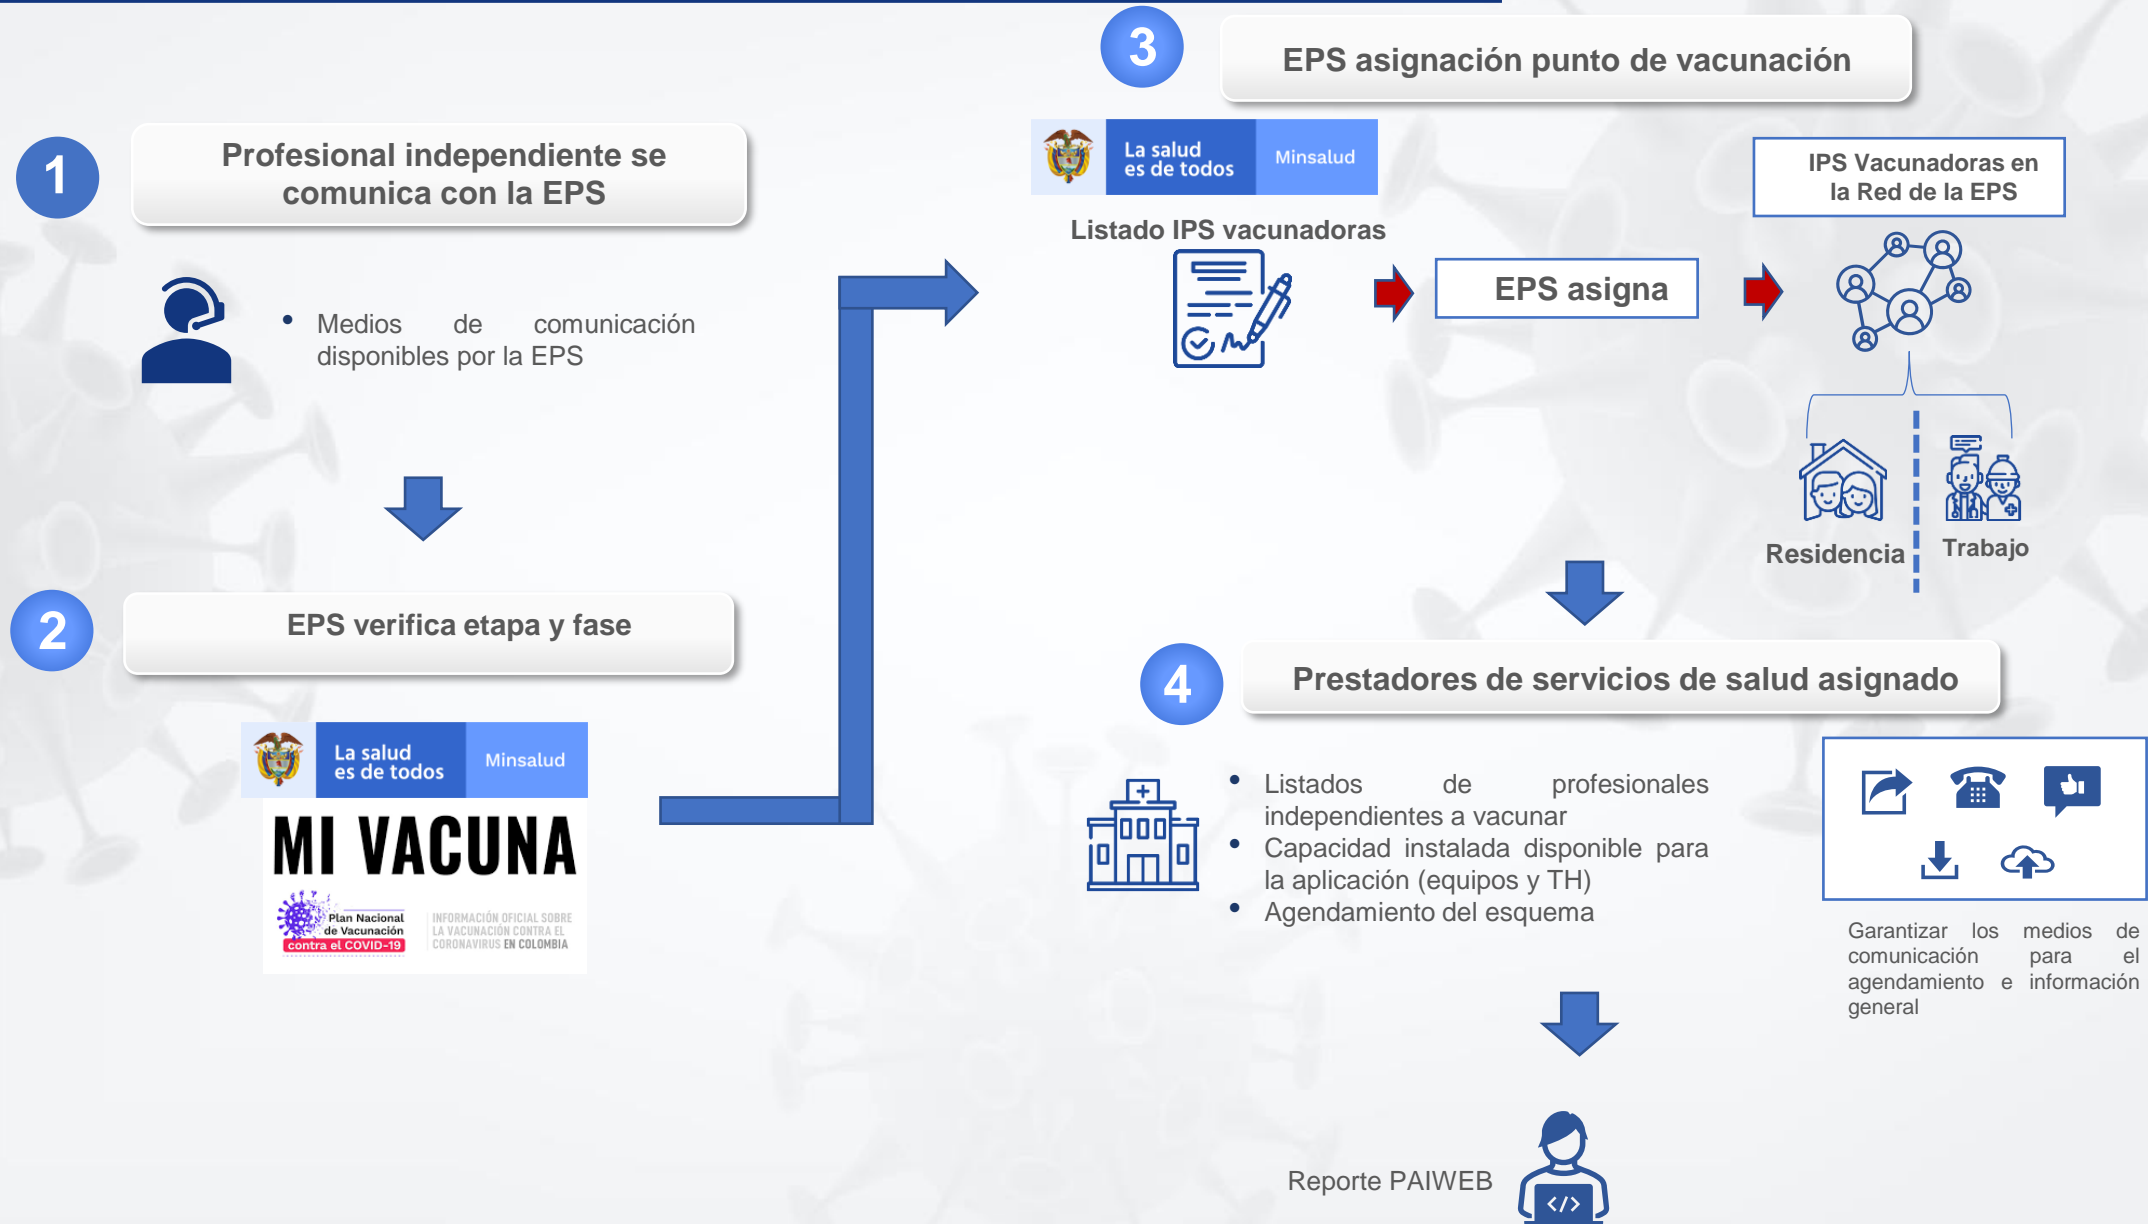 1
Profesional independiente se
comunica con la EPS
• Medios de comunicación
disponibles por la EPS
2
EPS verifica etapa y fase
La salud
es de todos
Minsalud
MI VACUNA
Plan Nacional
de Vacunación
contra el COVID-19
INFORMACIÓN OFICIAL SOBRE
LA VACUNACIÓN CONTRA EL
CORONAVIRUS EN COLOMBIA
3
EPS asignación punto de vacunación
La salud
es de todos
Minsalud
Listado IPS vacunadoras
EPS asigna
IPS Vacunadoras en
la Red de la EPS
Residencia
Trabajo
4
Prestadores de servicios de salud asignado
• Listados de profesionales
independientes a vacunar
• Capacidad instalada disponible para
la aplicación (equipos y TH)
• Agendamiento del esquema
Garantizar los medios de
comunicación para el
agendamiento e información
general
Reporte PAIWEB
</>